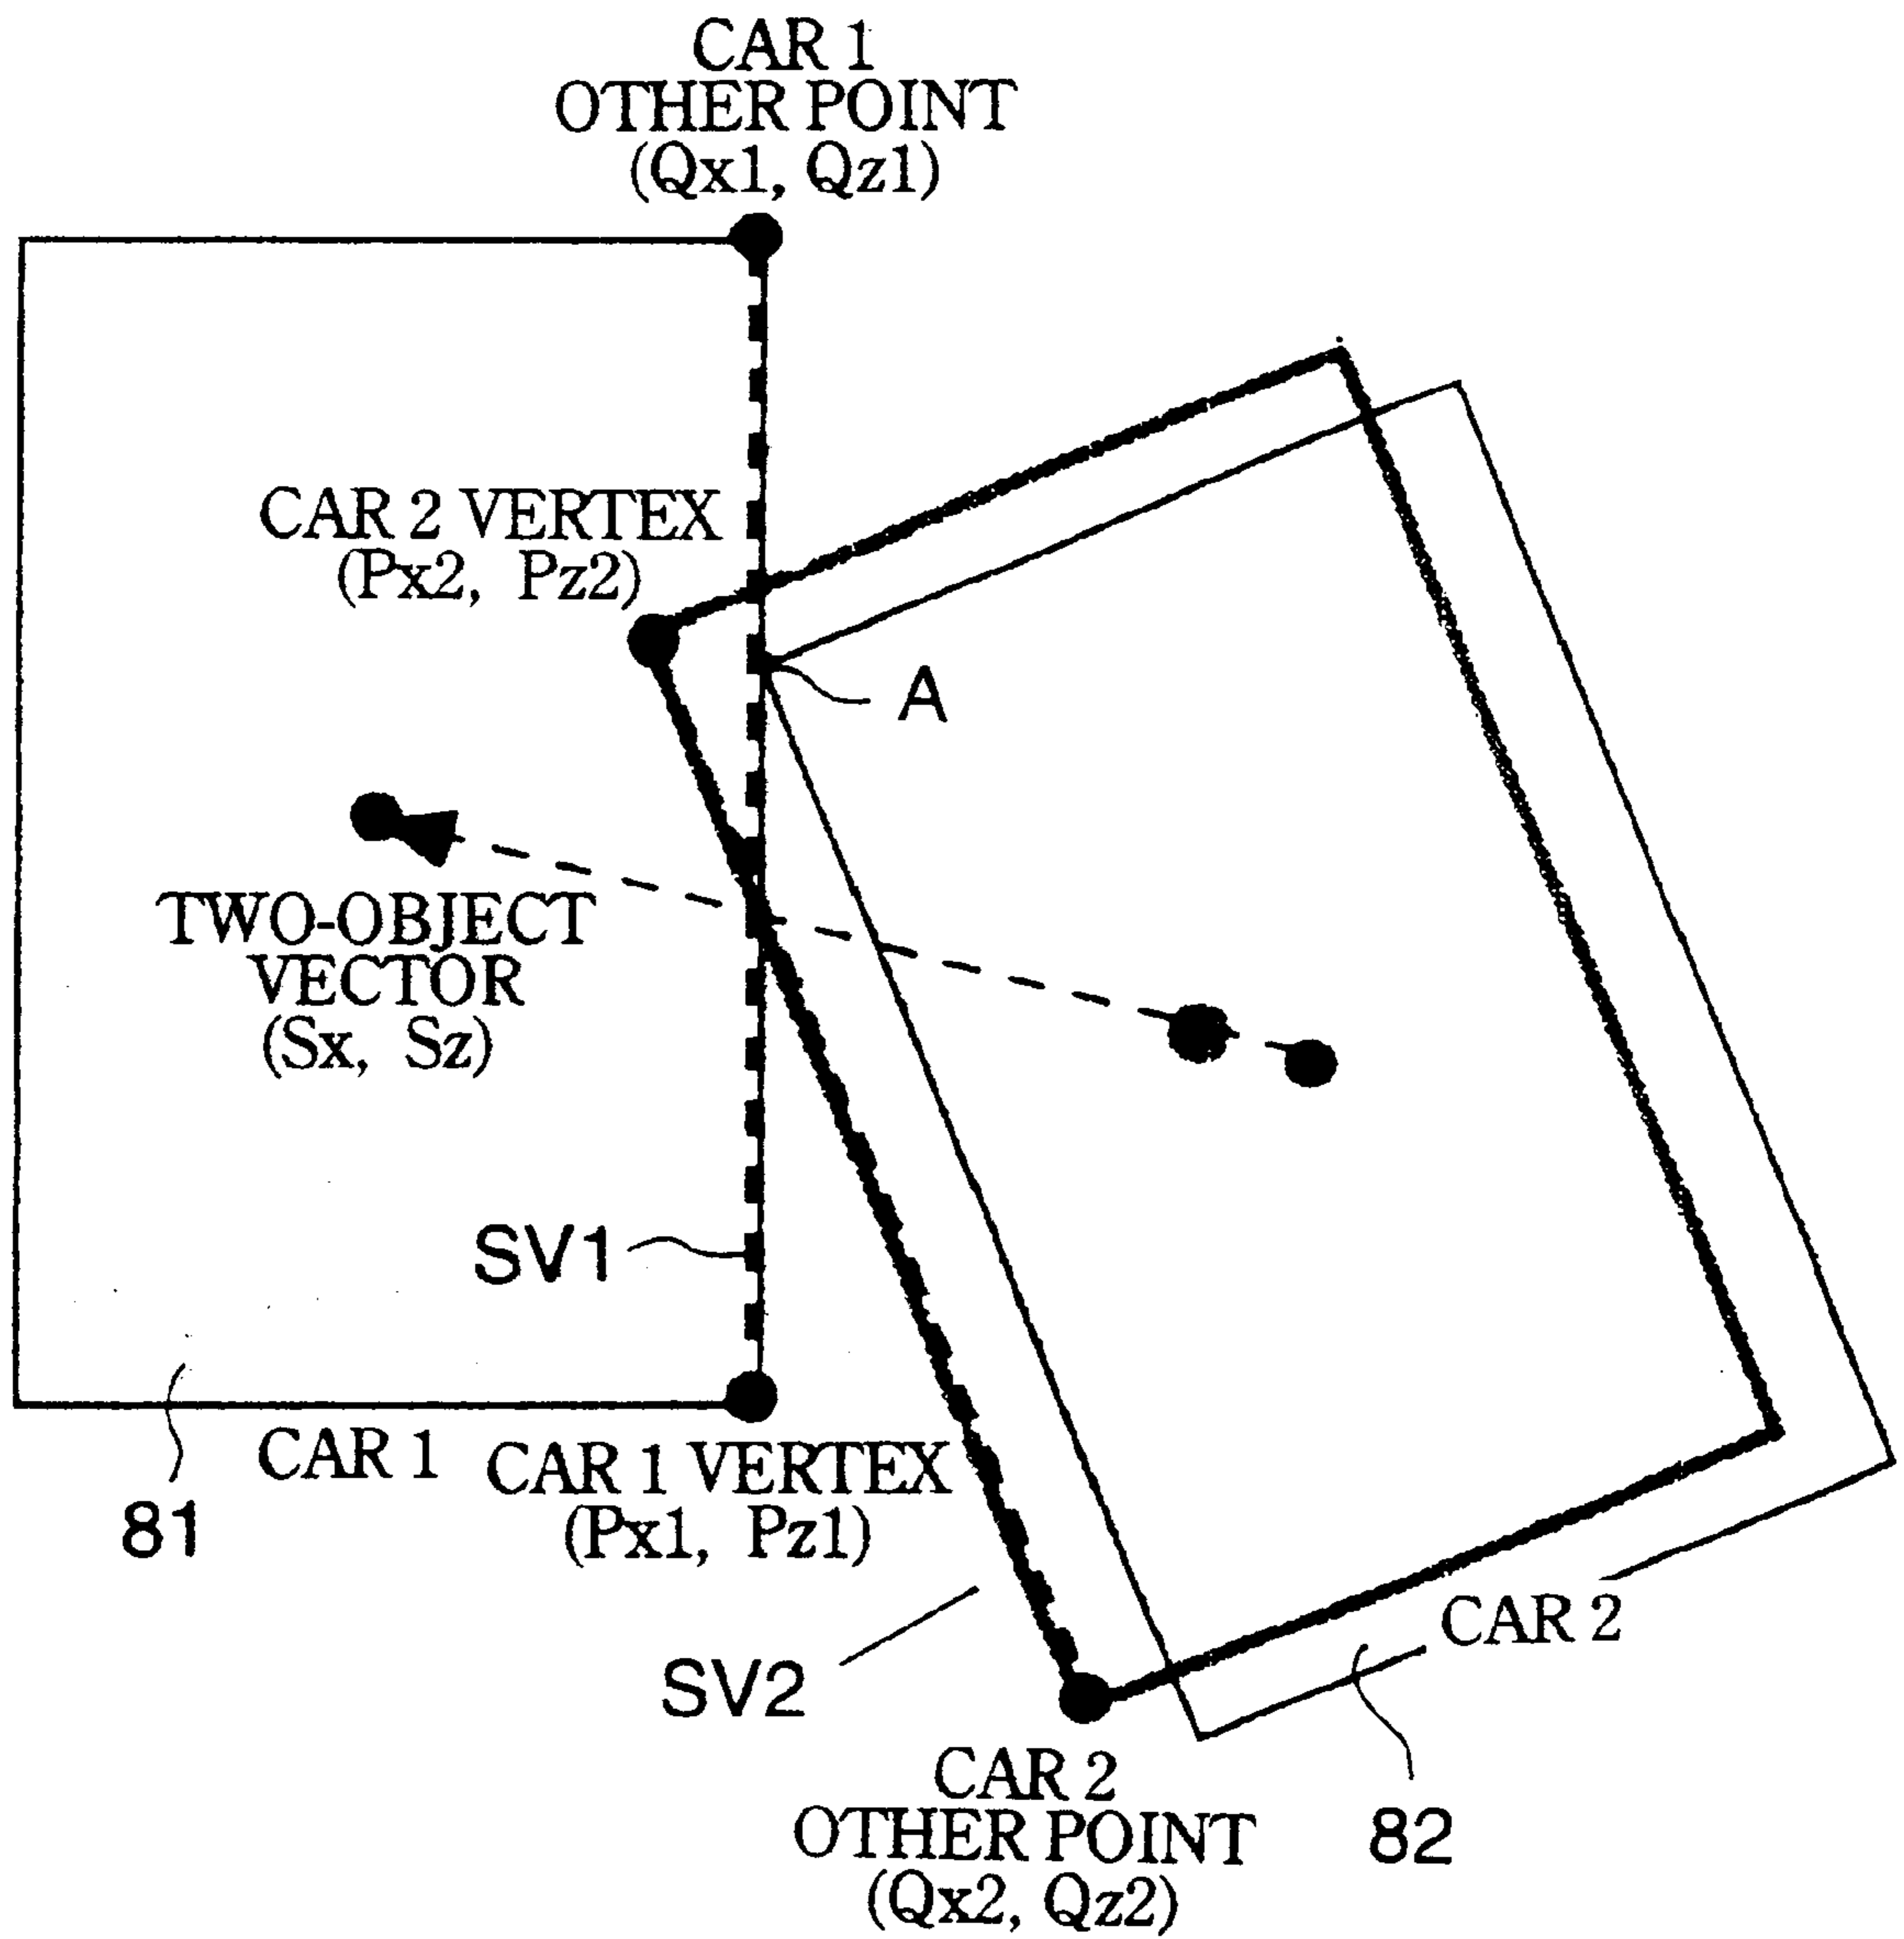 CAR 1
OTHER POINT
(Qx1, Qz1)
CAR 2 VERTEX
(Px2, Pz2)
A
TWO-OBJECT
VECTOR
(Sx, Sz)
SV1
CAR 1
CAR 1 VERTEX
(Px1, Pz1)
81
CAR 2
SV2
CAR 2
OTHER POINT
(Qx2, Qz2)
82